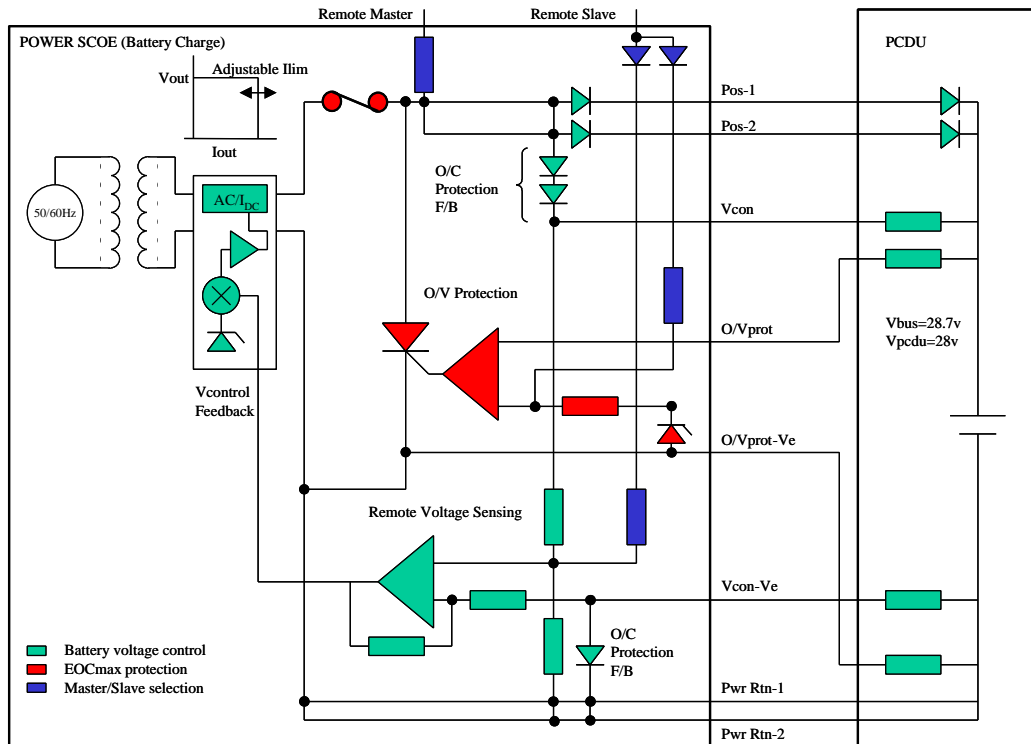 Remote Master
Remote Slave
POWER SCOE (Battery Charge)
PCDU
Adjustable Ilim
Vout
Iout
Pos-1
Pos-2
O/C
Protection
F/B
50/60Hz
AC/I_DC
Vcon
O/V Protection
O/Vprot
Vbus=28.7v
Vpcdu=28v
Vcontrol
Feedback
O/Vprot-Ve
Remote Voltage Sensing
Vcon-Ve
O/C
Protection
F/B
Battery voltage control
EOCmax protection
Master/Slave selection
Pwr Rtn-1
Pwr Rtn-2